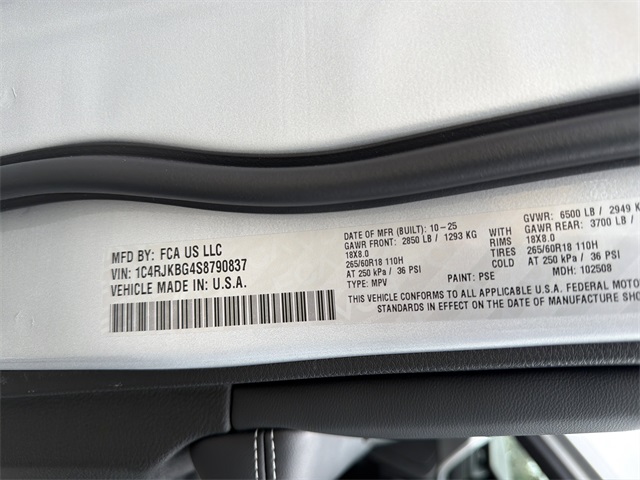 MFD BY: FCA US LLC
VIN: 1C4RJKBG4S8790837
VEHICLE MADE IN: U.S.A.
DATE OF MFR (BUILT): 10-25
GAWR FRONT: 2850 LB / 1293 KG
18X8.0
265/60R18 110H
AT 250 kPa / 36 PSI
TYPE: MPV
WITH
RIMS
TIRES
PAINT: PSE
GVWR: 6500 LB / 2949 K
GAWR REAR: 3700 LB/
18X8.0
265/60R18 110H
AT 250 kPa / 36 PSI
MDH: 102508
THIS VEHICLE CONFORMS TO ALL APPLICABLE U.S.A. FEDERAL MOTOR
STANDARDS IN EFFECT ON THE DATE OF MANUFACTURE SHO